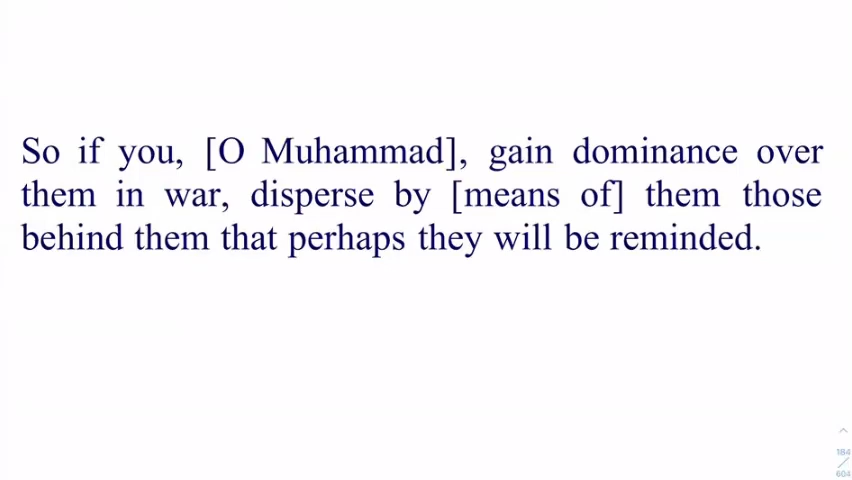 So if you, [O Muhammad], gain dominance over
them in war, disperse by [means of] them those
behind them that perhaps they will be reminded.
184
604